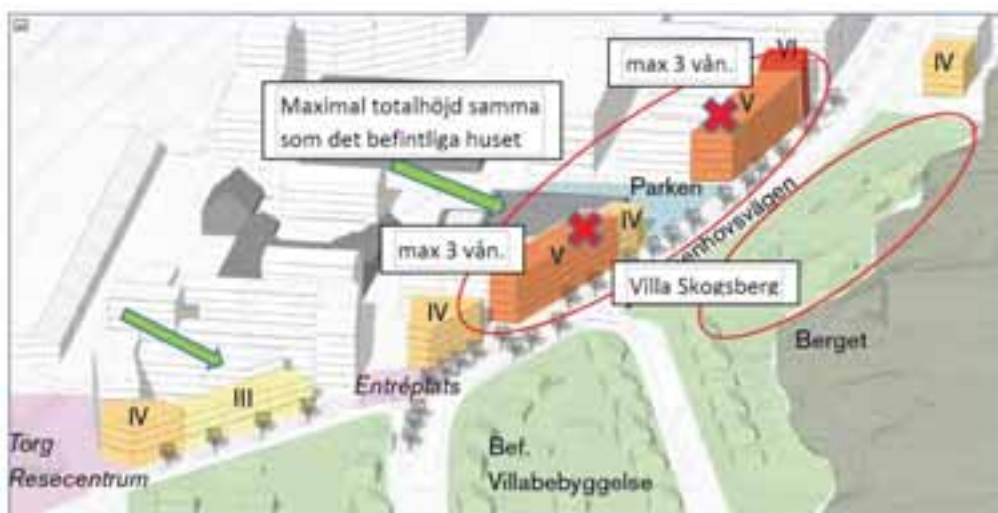 max 3 vån.
VI
IV
V
Maximal totalhöjd samma
som det befintliga huset
Parken
enhovsvägen
IV
V
max 3 vån.
Villa Skogsberg
IV
Berget
Entréplats
III
IV
Torg
Resecentrum
Bef.
Villabebyggelse